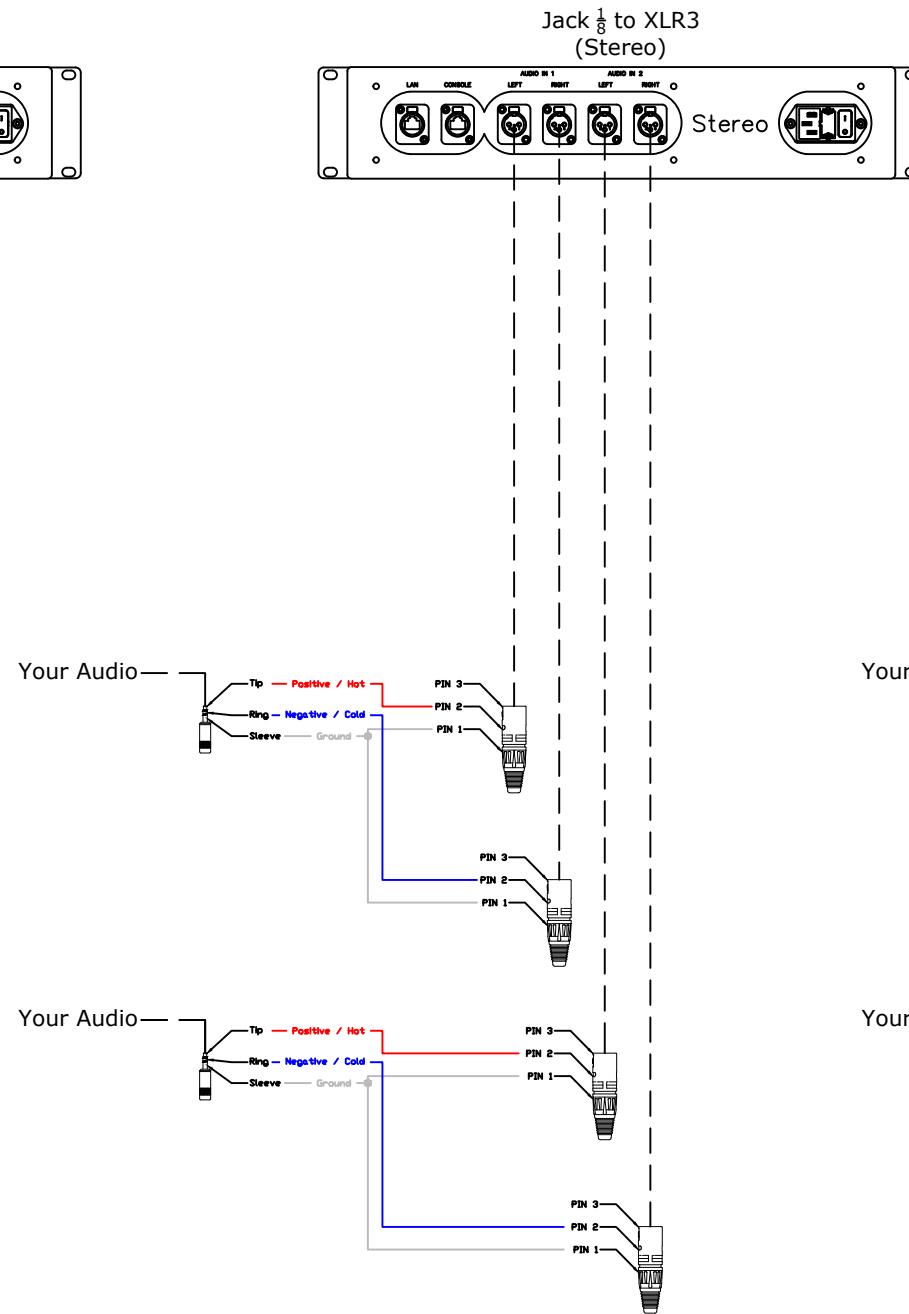 Jack 1/8 to XLR3
(Stereo)
AUDIO IN 1 AUDIO IN 2
LAN CONSOLE LEFT RIGHT LEFT RIGHT
Stereo
Your Audio
Your
Tip Positive / Hot PIN 3
PIN 2
Ring Negative / Cold
PIN 1
Sleeve Ground
PIN 3
PIN 2
PIN 1
Your Audio
Your
Tip Positive / Hot PIN 3
PIN 2
Ring Negative / Cold
PIN 1
Sleeve Ground
PIN 3
PIN 2
PIN 1